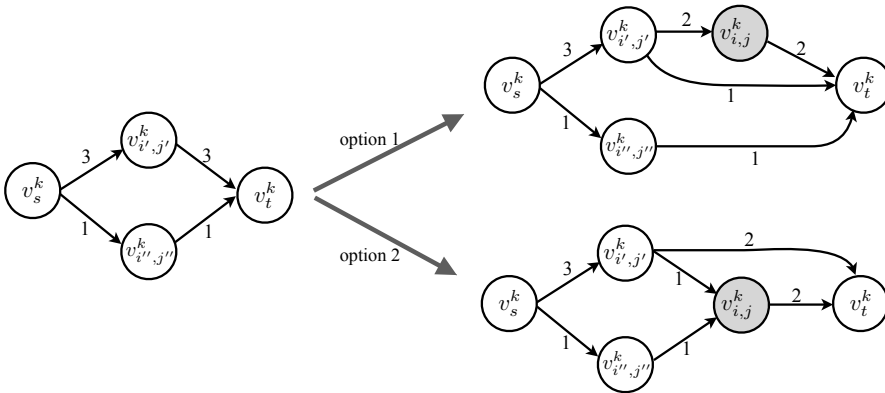 3
2
$v_{i',j'}^k$
$v_{i,j}^k$
2
$v_s^k$
1
$v_t^k$
1
$v_{i'',j''}^k$
1
option 1
3
$v_{i',j'}^k$
3
$v_s^k$
$v_t^k$
1
$v_{i'',j''}^k$
1
option 2
3
$v_{i',j'}^k$
2
1
$v_s^k$
$v_{i,j}^k$
2
$v_t^k$
1
$v_{i'',j''}^k$
1